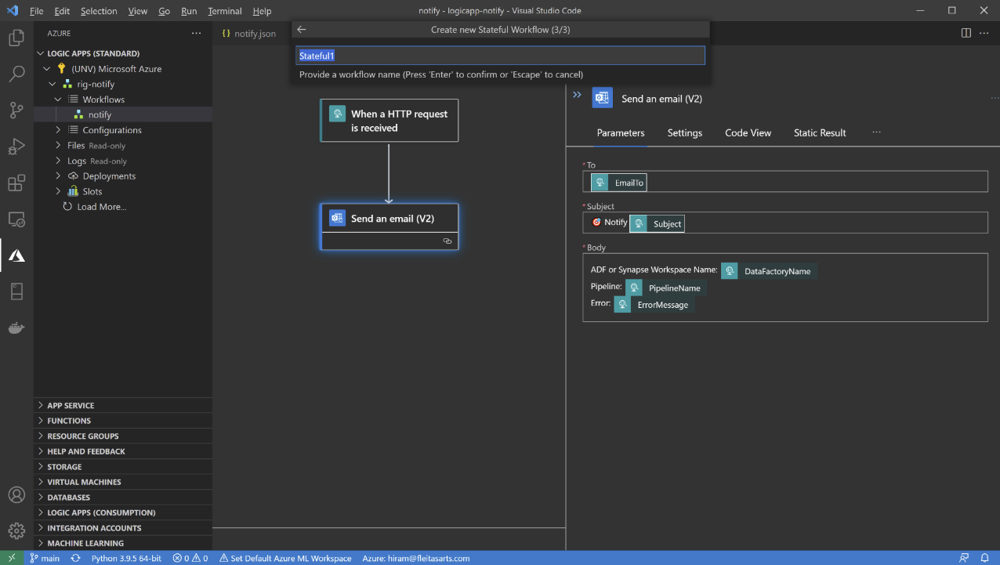 File Edit Selection View Go Run Terminal Help
notify - logicapp-notify - Visual Studio Code
AZURE
LOGIC APPS (STANDARD)
(UNV) Microsoft Azure
rig-notify
Workflows
notify
Configurations
Files Read-only
Logs Read-only
Deployments
Slots
Load More...
APP SERVICE
FUNCTIONS
RESOURCE GROUPS
HELP AND FEEDBACK
STORAGE
VIRTUAL MACHINES
DATABASES
LOGIC APPS (CONSUMPTION)
INTEGRATION ACCOUNTS
MACHINE LEARNING
{} notify.json
Create new Stateful Workflow (3/3)
Stateful1
Provide a workflow name (Press 'Enter' to confirm or 'Escape' to cancel)
When a HTTP request
is received
Send an email (V2)
Send an email (V2)
Parameters Settings Code View Static Result
* To
EmailTo
* Subject
Notify Subject
* Body
ADF or Synapse Workspace Name: DataFactoryName
Pipeline: PipelineName
Error: ErrorMessage
main Python 3.9.5 64-bit 0 0 Set Default Azure ML Workspace Azure: hiram@fleitasarts.com